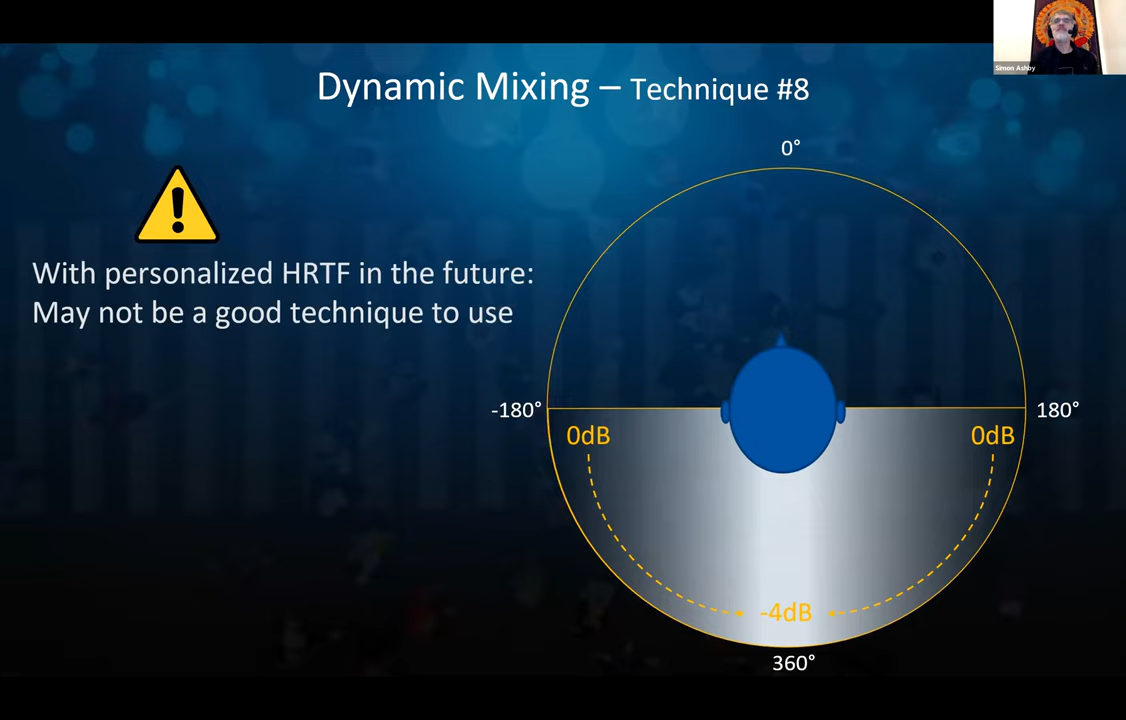 Simon Ashby
Dynamic Mixing – Technique #8
0°
With personalized HRTF in the future:
May not be a good technique to use
-180°
180°
0dB
0dB
-4dB
360°